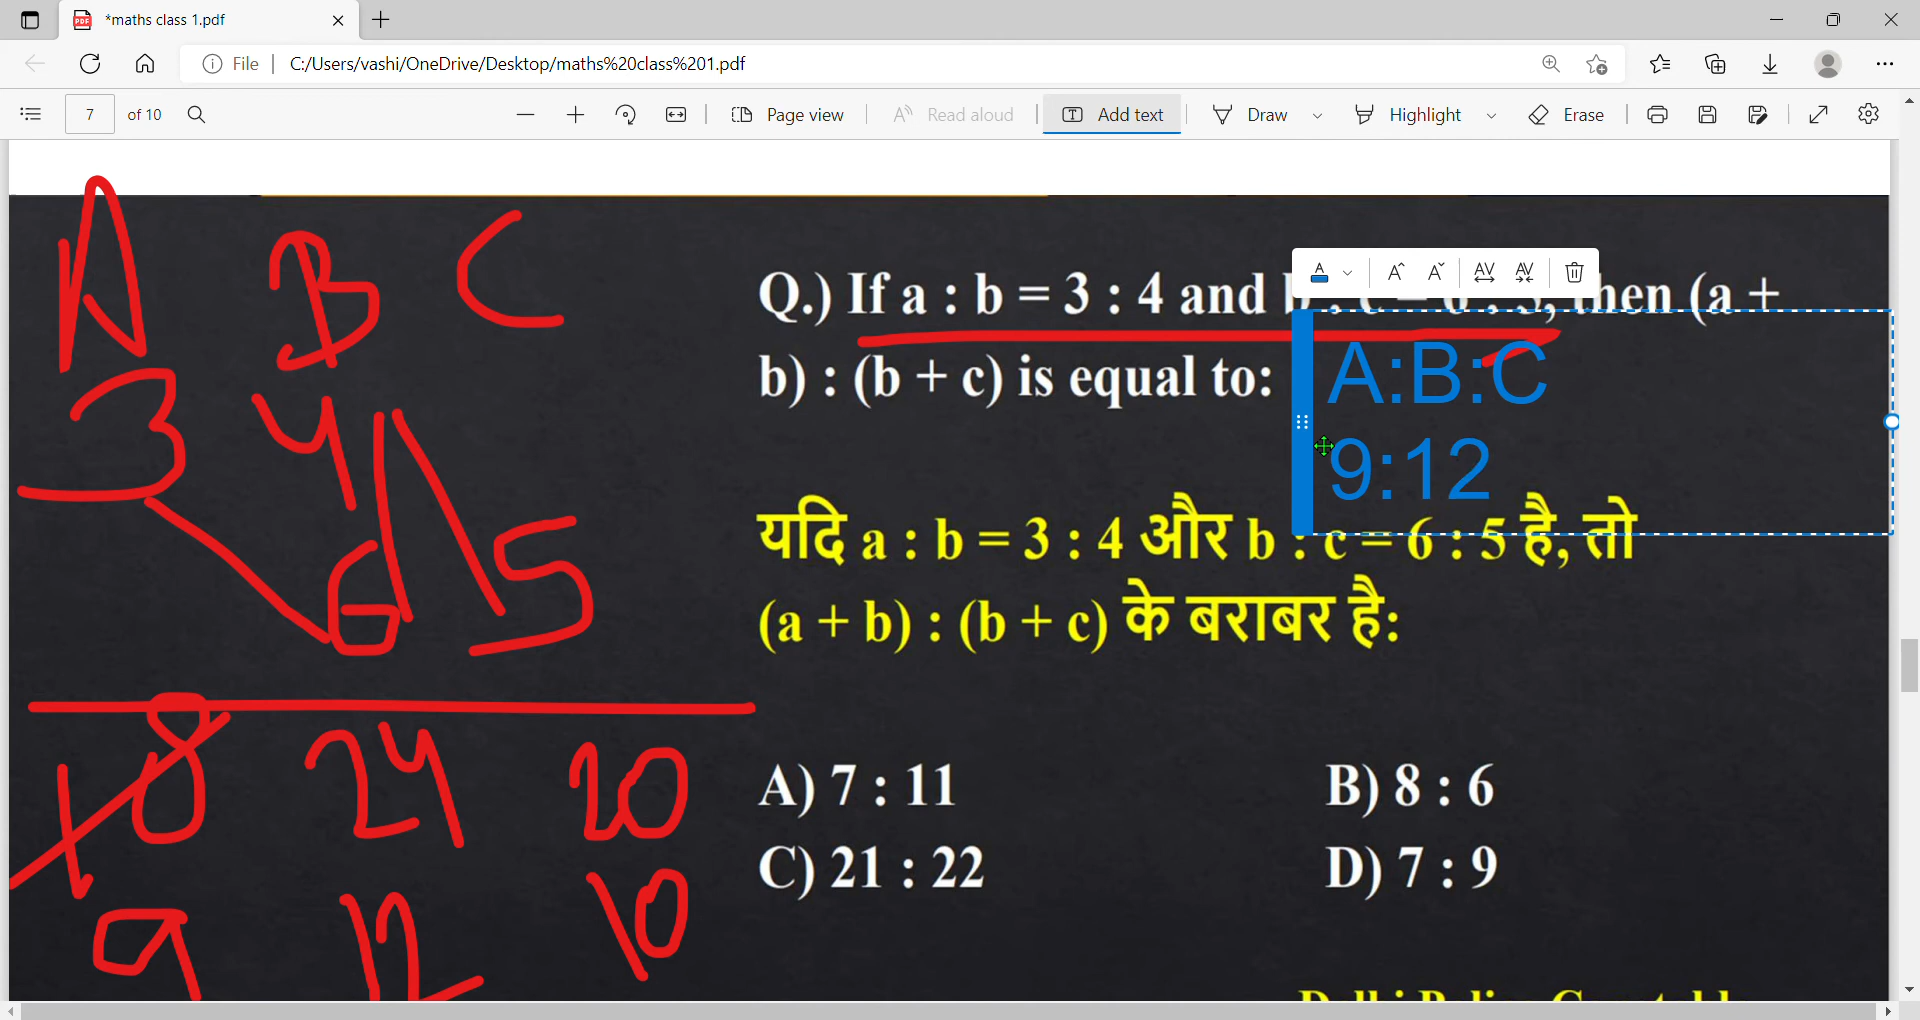 *maths class 1.pdf
File
C:/Users/vashi/OneDrive/Desktop/maths%20class%201.pdf
7 of 10
Page view
Read aloud
Add text
Draw
Highlight
Erase
A B C
3 4
6 5
18 24 20
9 12 10
Q.) If a : b = 3 : 4 and then (a +
b) : (b + c) is equal to:
A:B:C
9:12
यदि a : b = 3 : 4 और b : c = 6 : 5 है, तो
(a + b) : (b + c) के बराबर है:
A) 7 : 11
B) 8 : 6
C) 21 : 22
D) 7 : 9